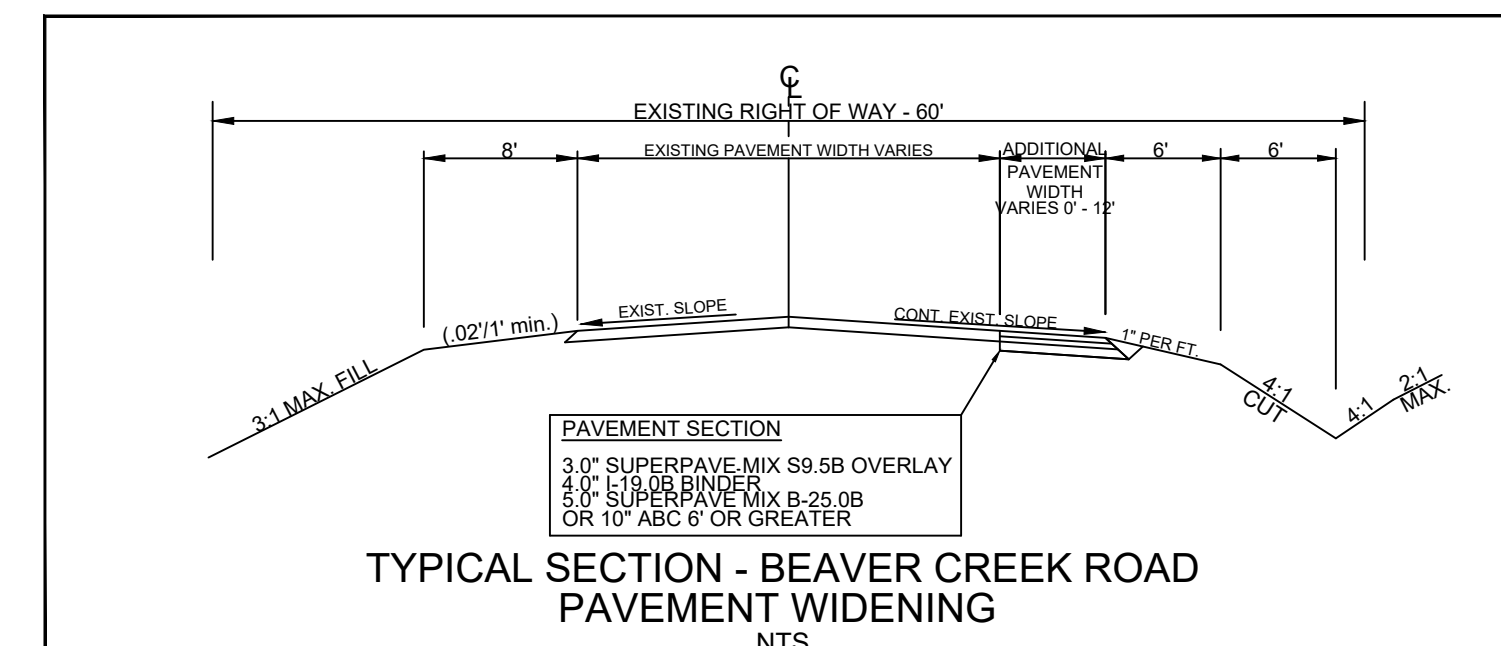 ℄
EXISTING RIGHT OF WAY - 60'
8'
EXISTING PAVEMENT WIDTH VARIES
ADDITIONAL
PAVEMENT
WIDTH
VARIES 0' - 12'
6'
6'
3:1 MAX. FILL
(.02'/1' min.)
EXIST. SLOPE
CONT. EXIST. SLOPE
1" PER FT.
4:1
CUT
4:1
2:1
MAX.
PAVEMENT SECTION
3.0" SUPERPAVE-MIX S9.5B OVERLAY
4.0" I-19.0B BINDER
5.0" SUPERPAVE MIX B-25.0B
OR 10" ABC 6' OR GREATER
TYPICAL SECTION - BEAVER CREEK ROAD
PAVEMENT WIDENING
NTS